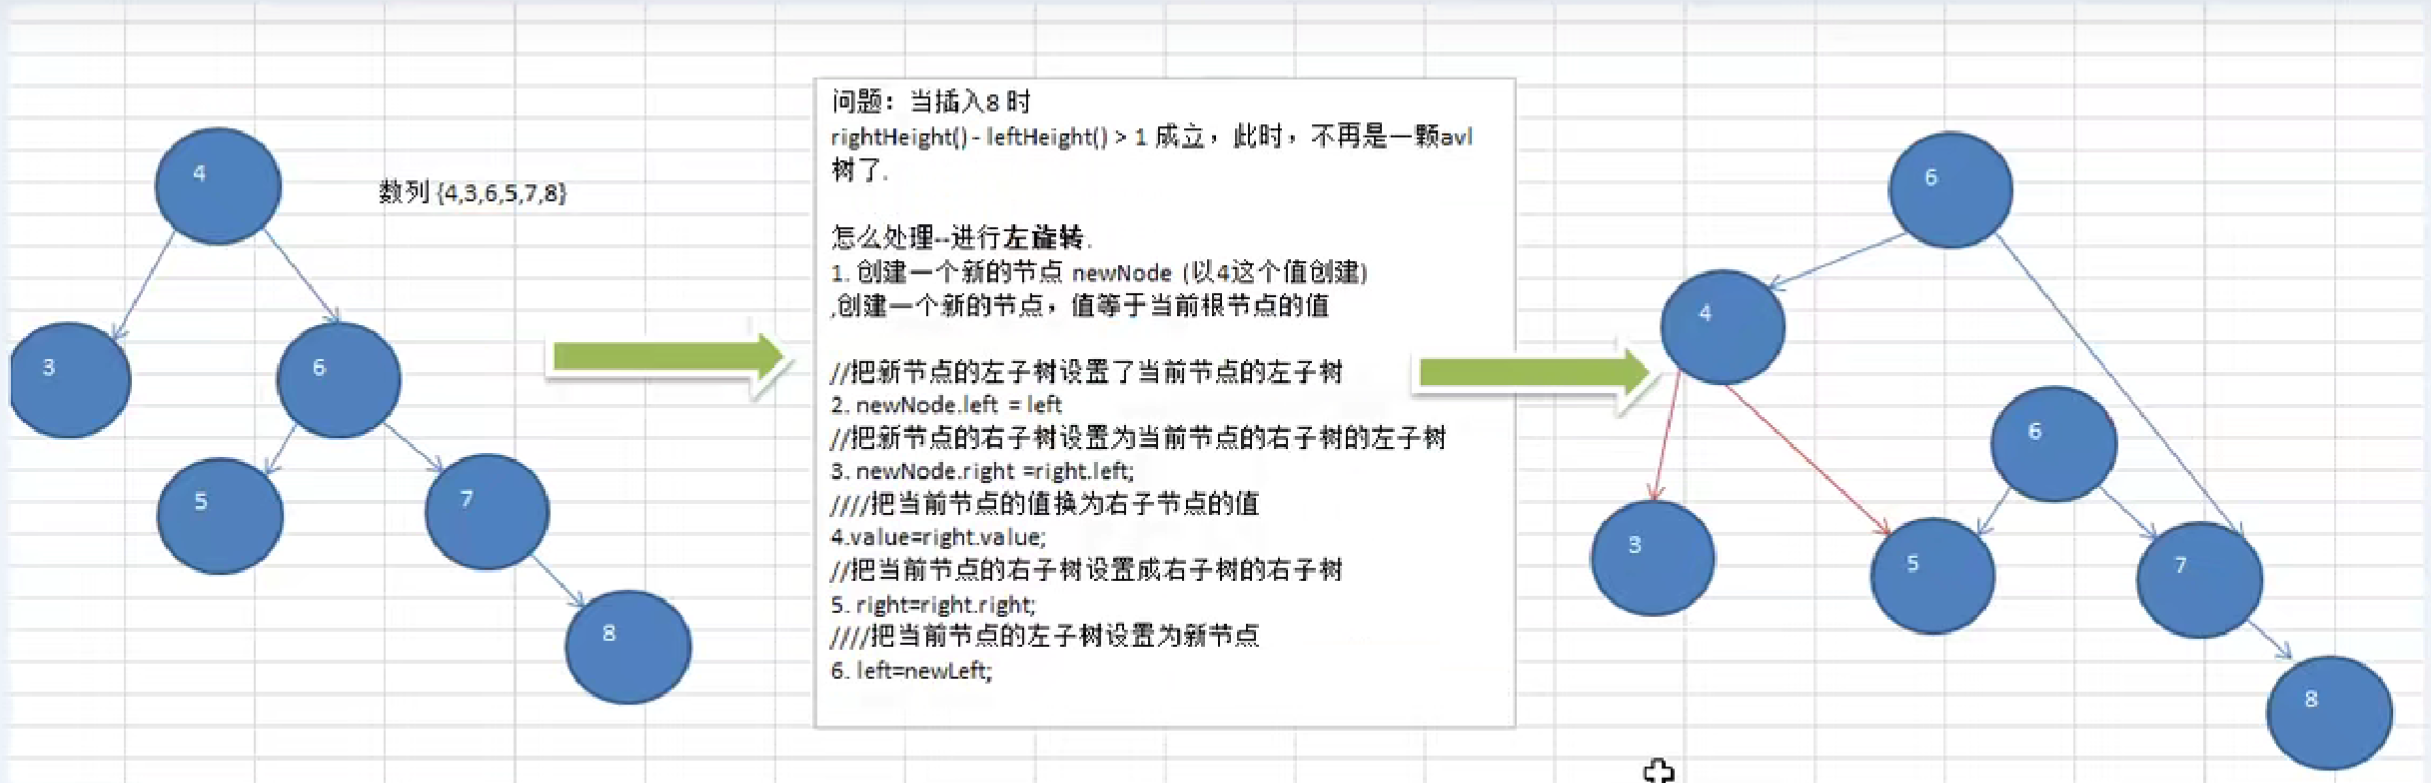 4
数列 {4,3,6,5,7,8}
3
6
5
7
8
问题：当插入8 时
rightHeight() - leftHeight() > 1 成立，此时，不再是一颗avl
树了.
怎么处理--进行左旋转.
1. 创建一个新的节点 newNode (以4这个值创建)
,创建一个新的节点，值等于当前根节点的值
//把新节点的左子树设置了当前节点的左子树
2. newNode.left = left
//把新节点的右子树设置为当前节点的右子树的左子树
3. newNode.right =right.left;
////把当前节点的值换为右子节点的值
4.value=right.value;
//把当前节点的右子树设置成右子树的右子树
5. right=right.right;
////把当前节点的左子树设置为新节点
6. left=newLeft;
6
4
6
3
5
7
8